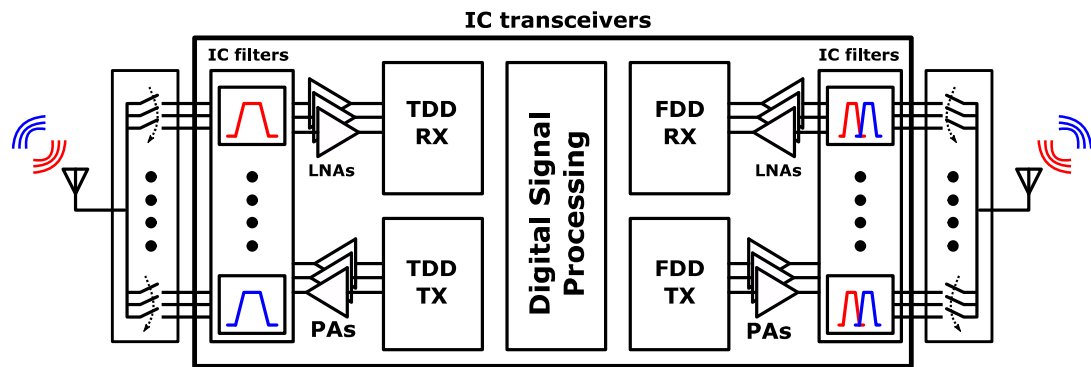 IC transceivers
IC filters
IC filters
TDD
RX
FDD
RX
LNAs
LNAs
Digital Signal
Processing
TDD
TX
FDD
TX
PAs
PAs